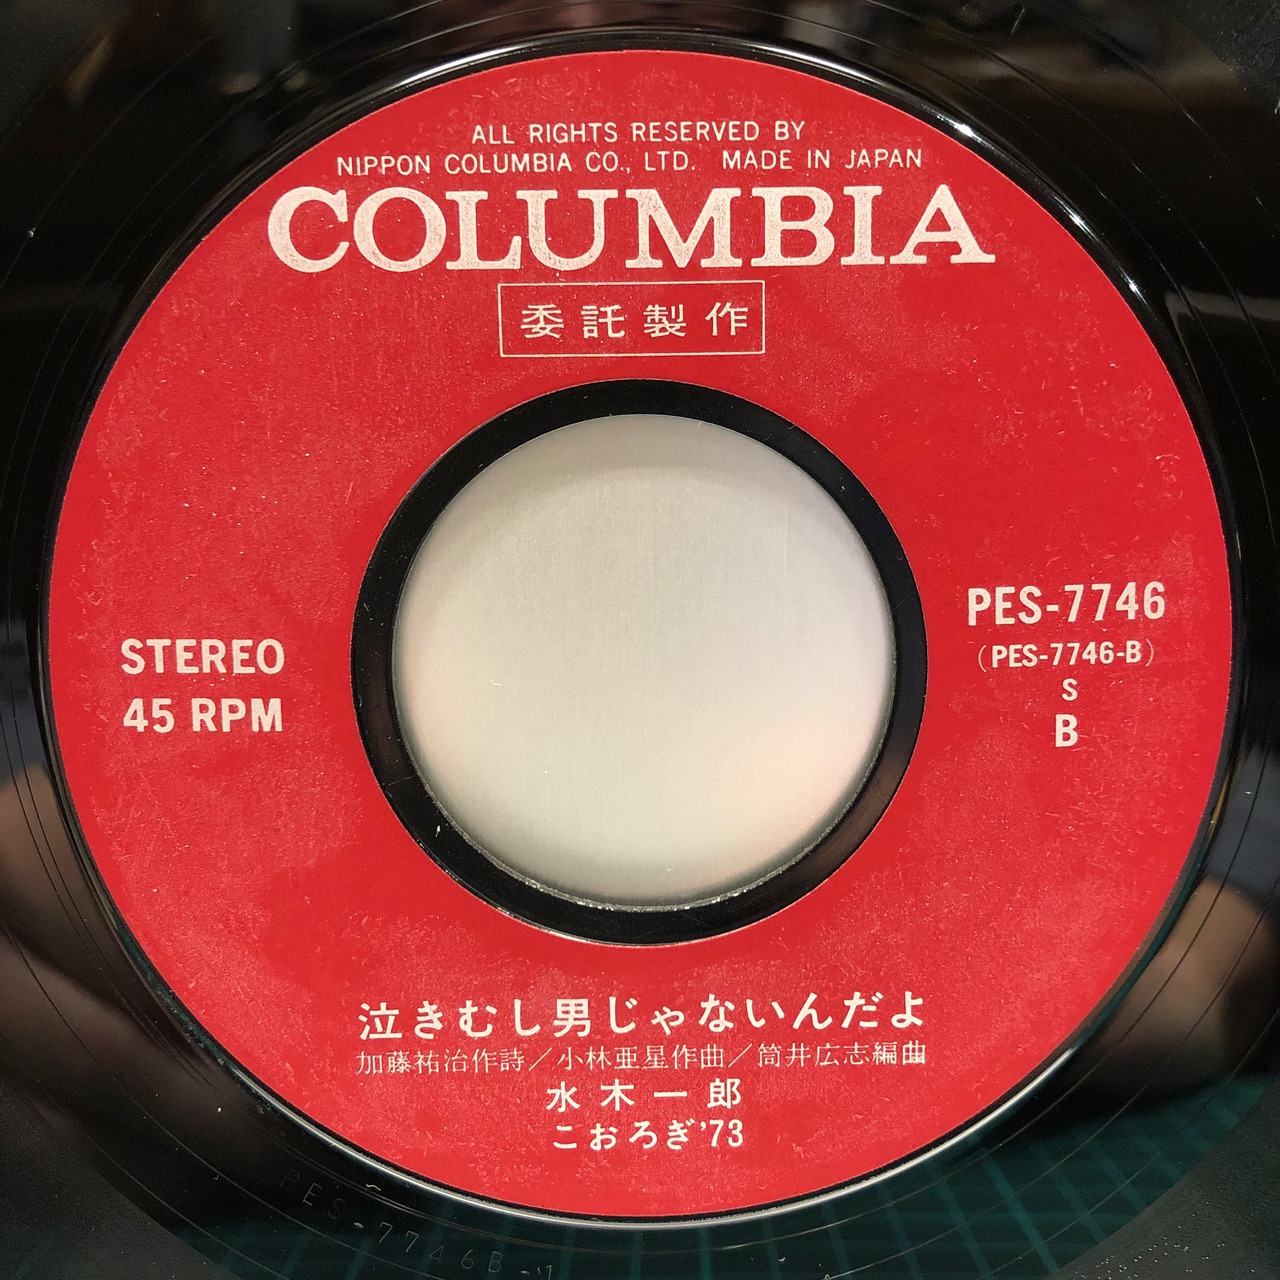 ALL RIGHTS RESERVED BY
NIPPON COLUMBIA CO., LTD. MADE IN JAPAN
COLUMBIA
委託製作
STEREO
45 RPM
PES-7746
(PES-7746-B)
S
B
泣きむし男じゃないんだよ
加藤祐治作詩/小林亜星作曲/筒井広志編曲
水木一郎
こおろぎ'73
PES-7746B-1